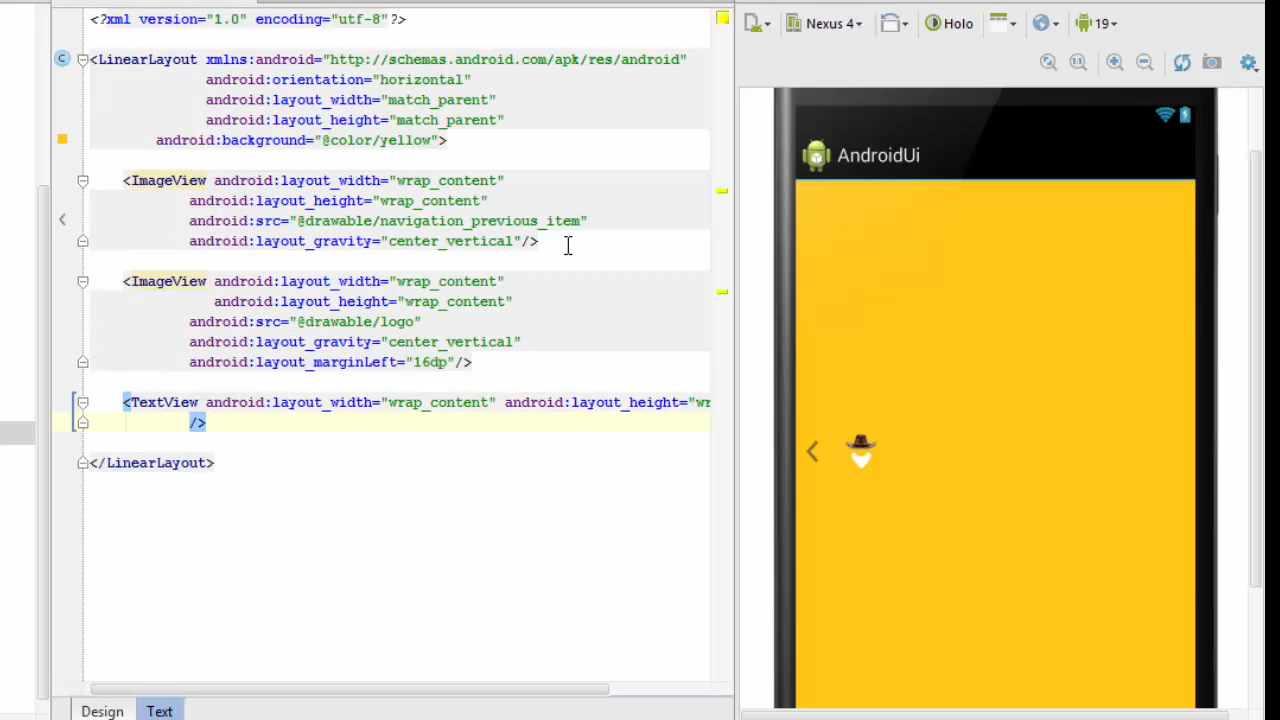 <?xml version="1.0" encoding="utf-8"?>
<LinearLayout xmlns:android="http://schemas.android.com/apk/res/android"
android:orientation="horizontal"
android:layout_width="match_parent"
android:layout_height="match_parent"
android:background="@color/yellow">
<ImageView android:layout_width="wrap_content"
android:layout_height="wrap_content"
android:src="@drawable/navigation_previous_item"
android:layout_gravity="center_vertical"/>
<ImageView android:layout_width="wrap_content"
android:layout_height="wrap_content"
android:src="@drawable/logo"
android:layout_gravity="center_vertical"
android:layout_marginLeft="16dp"/>
<TextView android:layout_width="wrap_content" android:layout_height="wr
/>
</LinearLayout>
Design Text
Nexus 4 Holo 19
AndroidUi